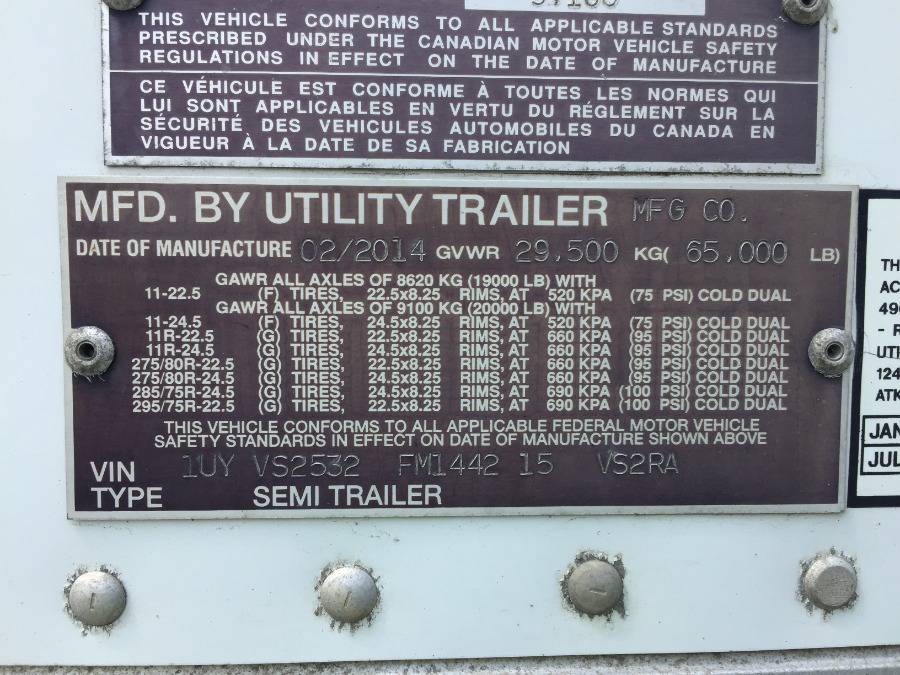 THIS VEHICLE CONFORMS TO ALL APPLICABLE STANDARDS
PRESCRIBED UNDER THE CANADIAN MOTOR VEHICLE SAFETY
REGULATIONS IN EFFECT ON THE DATE OF MANUFACTURE
CE VÉHICULE EST CONFORME À TOUTES LES NORMES QUI
LUI SONT APPLICABLES EN VERTU DU RÉGLEMENT SUR LA
SÉCURITÉ DES VEHICULES AUTOMOBILES DU CANADA EN
VIGUEUR À LA DATE DE SA FABRICATION
MFD. BY UTILITY TRAILER MFG CO.
DATE OF MANUFACTURE 02/2014 GVWR 29,500 KG( 65,000 LB)
GAWR ALL AXLES OF 8620 KG (19000 LB) WITH
11-22.5 (F) TIRES, 22.5x8.25 RIMS, AT 520 KPA (75 PSI) COLD DUAL
GAWR ALL AXLES OF 9100 KG (20000 LB) WITH
11-24.5 (F) TIRES, 24.5x8.25 RIMS, AT 520 KPA (75 PSI) COLD DUAL
11R-22.5 (G) TIRES, 22.5x8.25 RIMS, AT 660 KPA (95 PSI) COLD DUAL
11R-24.5 (G) TIRES, 24.5x8.25 RIMS, AT 660 KPA (95 PSI) COLD DUAL
275/80R-22.5 (G) TIRES, 22.5x8.25 RIMS, AT 660 KPA (95 PSI) COLD DUAL
275/80R-24.5 (G) TIRES, 24.5x8.25 RIMS, AT 660 KPA (95 PSI) COLD DUAL
285/75R-24.5 (G) TIRES, 24.5x8.25 RIMS, AT 690 KPA (100 PSI) COLD DUAL
295/75R-22.5 (G) TIRES, 22.5x8.25 RIMS, AT 690 KPA (100 PSI) COLD DUAL
THIS VEHICLE CONFORMS TO ALL APPLICABLE FEDERAL MOTOR VEHICLE
SAFETY STANDARDS IN EFFECT ON DATE OF MANUFACTURE SHOWN ABOVE
VIN 1UY VS2532 FM1442 15 VS2RA
TYPE SEMI TRAILER
TH
AC
49
- R
UTI
124
ATK
JAN
JUL